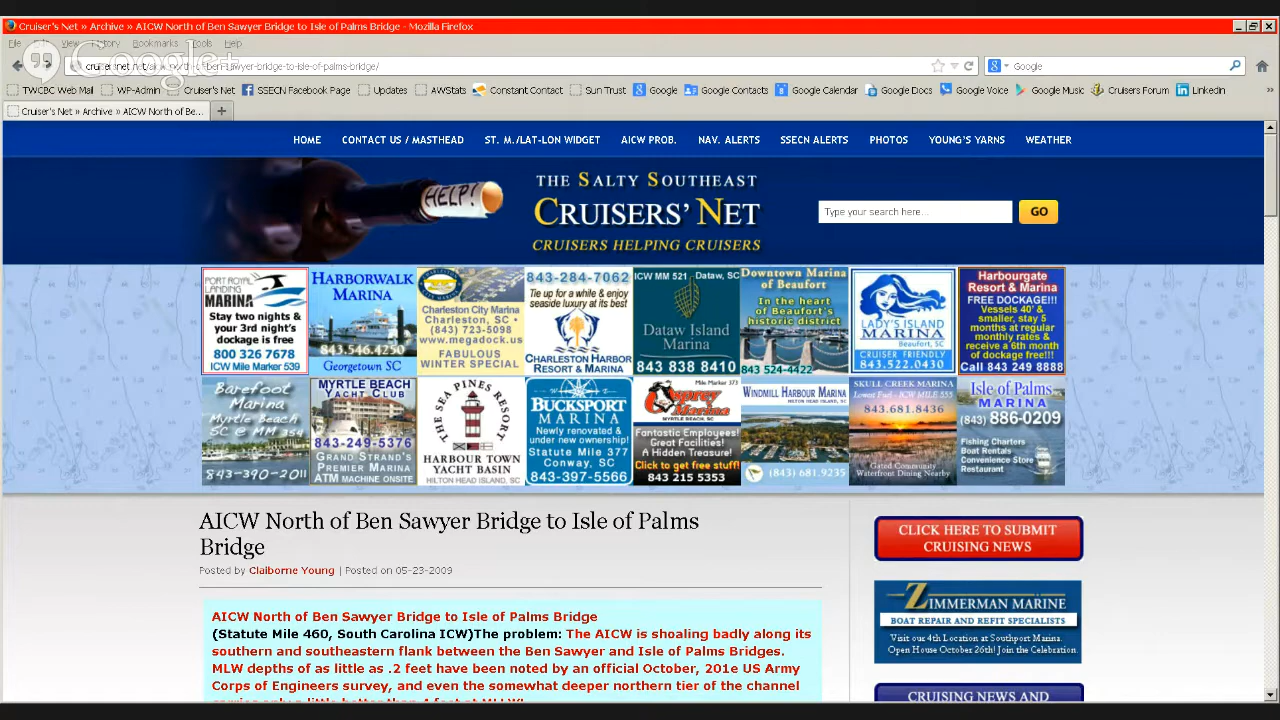 Cruiser's Net » Archive » AICW North of Ben Sawyer Bridge to Isle of Palms Bridge - Mozilla Firefox
File Edit View History Bookmarks Tools Help
Google+
Google
TWCBC Web Mail WP-Admin Cruiser's Net SSECN Facebook Page Updates AWStats Constant Contact Sun Trust Google Google Contacts Google Calendar Google Docs Google Voice Google Music Cruisers Forum Linkedin
Cruiser's Net » Archive » AICW North of Be...
HOME CONTACT US / MASTHEAD ST. M./LAT-LON WIDGET AICW PROB. NAV. ALERTS SSECN ALERTS PHOTOS YOUNG'S YARNS WEATHER
HELP!
THE SALTY SOUTHEAST
CRUISERS' NET
CRUISERS HELPING CRUISERS
Type your search here...
GO
PORT ROYAL
LANDING
MARINA
Stay two nights &
your 3rd night's
dockage is free
800 326 7678
ICW Mile Marker 539
HARBORWALK
MARINA
843.546.4250
Georgetown SC
Charleston City Marina
Charleston, SC •
(843) 723-5098
www.megadock.us
FABULOUS
WINTER SPECIAL
843-284-7062
Tie up for a while & enjoy
seaside luxury at its best
CHARLESTON HARBOR
RESORT & MARINA
ICW MM 521 - Dataw, SC
Dataw Island
Marina
843 838 8410
Downtown Marina
of Beaufort
In the heart
of Beaufort's
historic district
843 524-4422
LADY'S ISLAND
MARINA
Beaufort, SC
CRUISER FRIENDLY
843.522.0430
Harbourgate
Resort & Marina
FREE DOCKAGE!!!
Vessels 40' &
smaller, stay 5
months at regular
monthly rates &
receive a 6th month
of dockage free!!!
Call 843 249 8888
Barefoot
Marina
Myrtle Beach
SC @ MM 354
843-390-2011
MYRTLE BEACH
YACHT CLUB
843-249-5376
GRAND STRAND'S
PREMIER MARINA
ATM MACHINE ONSITE
THE SEA PINES RESORT
HARBOUR TOWN
YACHT BASIN
HILTON HEAD ISLAND, SC
BUCKSPORT
MARINA
Newly renovated &
under new ownership!
Statute Mile 377
Conway, SC
843-397-5566
Mile Marker 373
Osprey
Marina
MYRTLE BEACH, SC
Fantastic Employees!
Great Facilities!
A Hidden Treasure!
Click to get free stuff!
843 215 5353
WINDMILL HARBOUR MARINA
HILTON HEAD ISLAND, SC
(843) 681.9235
SKULL CREEK MARINA
Lowest Fuel - ICW MILE 555
843.681.8436
Gated Community
Waterfront Dining Nearby
Isle of Palms
MARINA
(843) 886-0209
Fishing Charters
Boat Rentals
Convenience Store
Restaurant
AICW North of Ben Sawyer Bridge to Isle of Palms
Bridge
Posted by Claiborne Young | Posted on 05-23-2009
AICW North of Ben Sawyer Bridge to Isle of Palms Bridge
(Statute Mile 460, South Carolina ICW)The problem: The AICW is shoaling badly along its
southern and southeastern flank between the Ben Sawyer and Isle of Palms Bridges.
MLW depths of as little as .2 feet have been noted by an official October, 201e US Army
Corps of Engineers survey, and even the somewhat deeper northern tier of the channel
CLICK HERE TO SUBMIT
CRUISING NEWS
ZIMMERMAN MARINE
BOAT REPAIR AND REFIT SPECIALISTS
Visit our 4th Location at Southport Marina.
Open House October 26th! Join the Celebration.
CRUISING NEWS AND